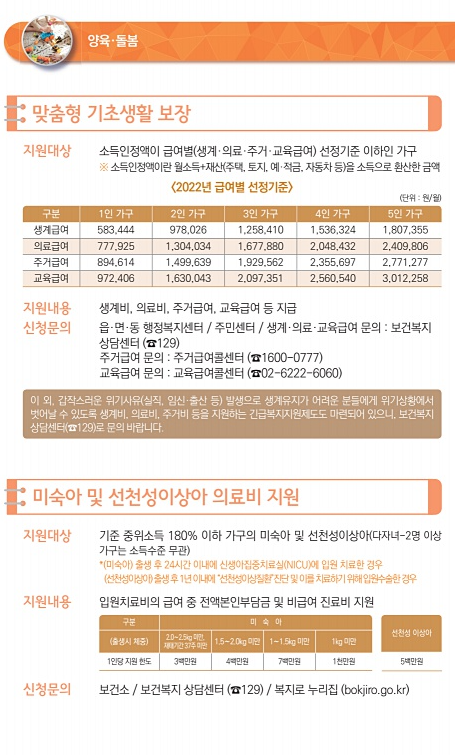 양육·돌봄
맞춤형 기초생활 보장
지원대상 소득인정액이 급여별(생계·의료·주거·교육급여) 선정기준 이하인 가구
※ 소득인정액이란 월소득+재산(주택, 토지, 예·적금, 자동차 등)을 소득으로 환산한 금액
<2022년 급여별 선정기준>
(단위 : 원/월)
구분 1인 가구 2인 가구 3인 가구 4인 가구 5인 가구
생계급여 583,444 978,026 1,258,410 1,536,324 1,807,355
의료급여 777,925 1,304,034 1,677,880 2,048,432 2,409,806
주거급여 894,614 1,499,639 1,929,562 2,355,697 2,771,277
교육급여 972,406 1,630,043 2,097,351 2,560,540 3,012,258
지원내용 생계비, 의료비, 주거급여, 교육급여 등 지급
신청문의 읍·면·동 행정복지센터 / 주민센터 / 생계·의료·교육급여 문의 : 보건복지
상담센터 (☎129)
주거급여 문의 : 주거급여콜센터 (☎1600-0777)
교육급여 문의 : 교육급여콜센터 (☎02-6222-6060)
이 외, 갑작스러운 위기사유(실직, 임신·출산 등) 발생으로 생계유지가 어려운 분들에게 위기상황에서
벗어날 수 있도록 생계비, 의료비, 주거비 등을 지원하는 긴급복지지원제도도 마련되어 있으니, 보건복지
상담센터(☎129)로 문의 바랍니다.
미숙아 및 선천성이상아 의료비 지원
지원대상 기준 중위소득 180% 이하 가구의 미숙아 및 선천성이상아(다자녀-2명 이상
가구는 소득수준 무관)
*(미숙아) 출생 후 24시간 이내에 신생아집중치료실(NICU)에 입원 치료한 경우
(선천성이상아) 출생 후 1년 이내에 "선천성이상질환" 진단 및 이를 치료하기 위해 입원수술한 경우
지원내용 입원치료비의 급여 중 전액본인부담금 및 비급여 진료비 지원
구분 미 숙 아 선천성 이상아
(출생시 체중) 2.0~2.5kg 미만, 1.5~2.0kg 미만 1~1.5kg 미만 1kg 미만
재태기간 37주 미만
1인당 지원 한도 3백만원 4백만원 7백만원 1천만원 5백만원
신청문의 보건소 / 보건복지 상담센터 (☎129) / 복지로 누리집 (bokjiro.go.kr)